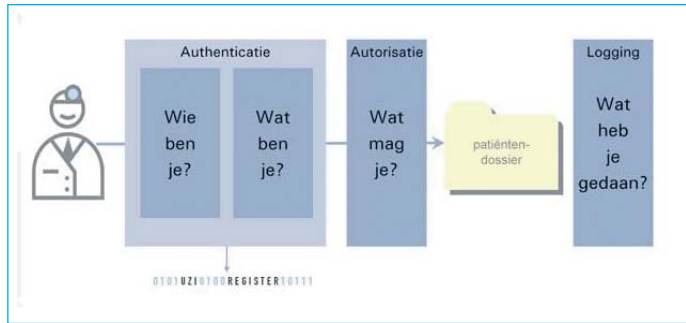 Authenticatie
Wie
ben
je?
Wat
ben
je?
Autorisatie
Wat
mag
je?
patiënten-
dossier
Logging
Wat
heb
je
gedaan?
0101UZI0100REGISTER10111